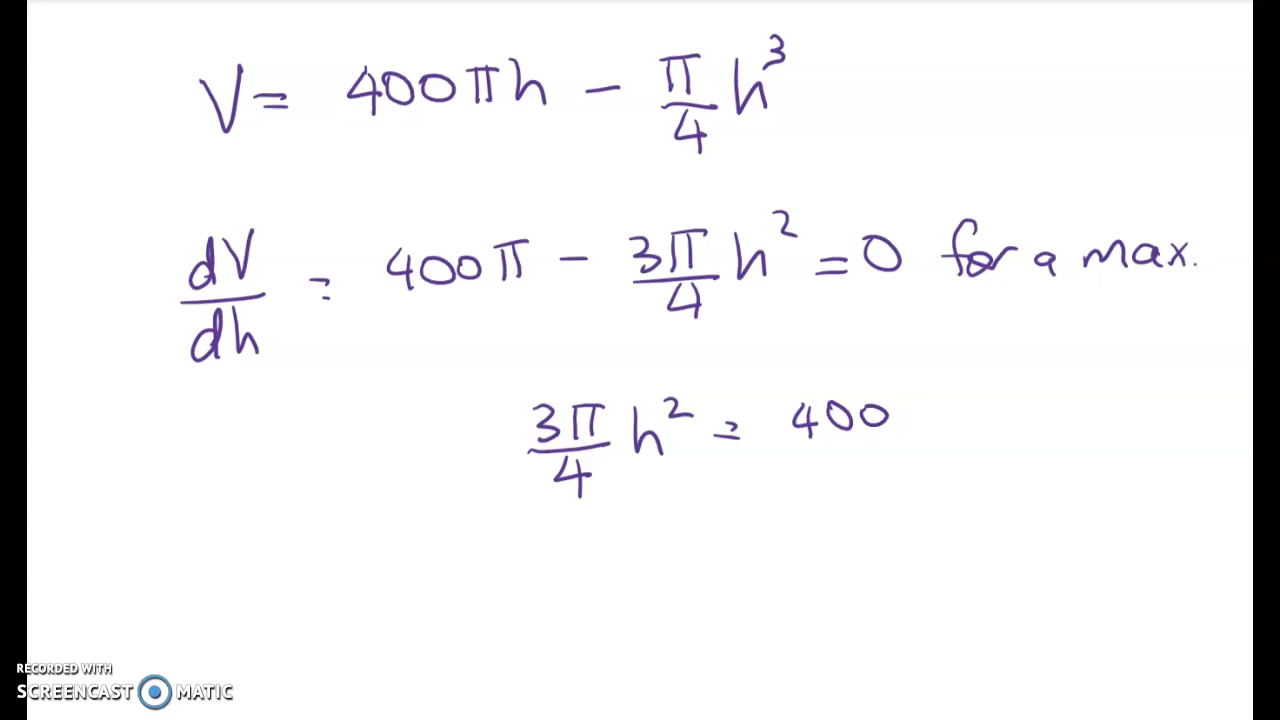 V = 400πh - π/4 h³
dV/dh = 400π - 3π/4 h² = 0 for a max.
3π/4 h² = 400
RECORDED WITH
SCREENCAST MATIC